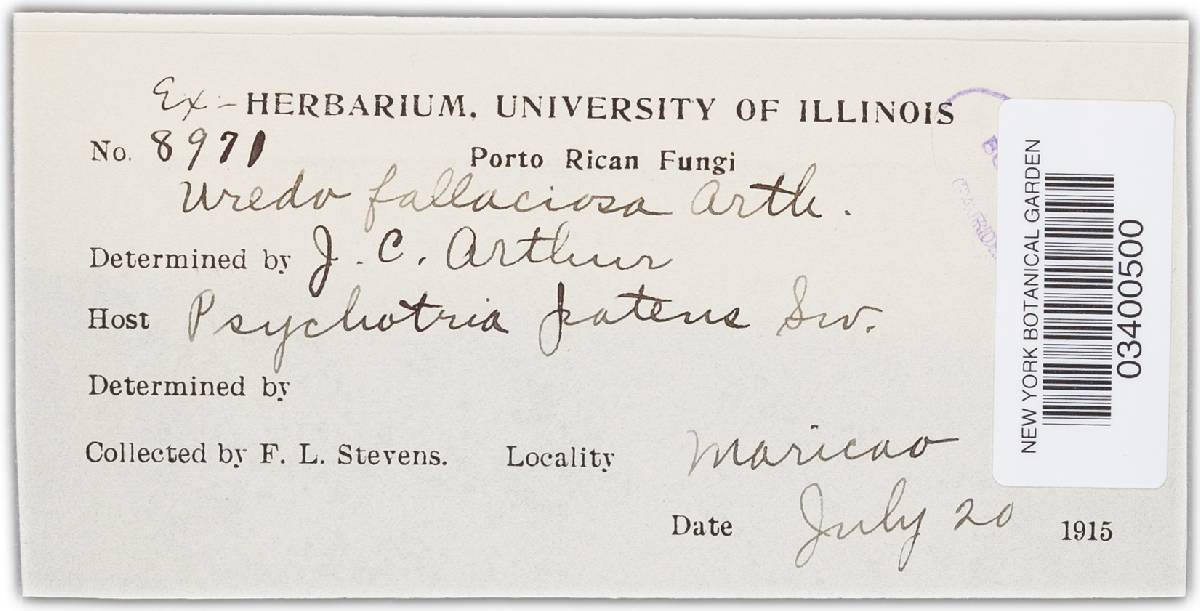 Ex- HERBARIUM, UNIVERSITY OF ILLINOIS
No. 8971
Porto Rican Fungi
Uredo fallaciosa Arth.
Determined by J. C. Arthur
Host Psychotria patens Sw.
Determined by
Collected by F. L. Stevens. Locality Maricao
Date July 20 1915
NEW YORK BOTANICAL GARDEN
03400500